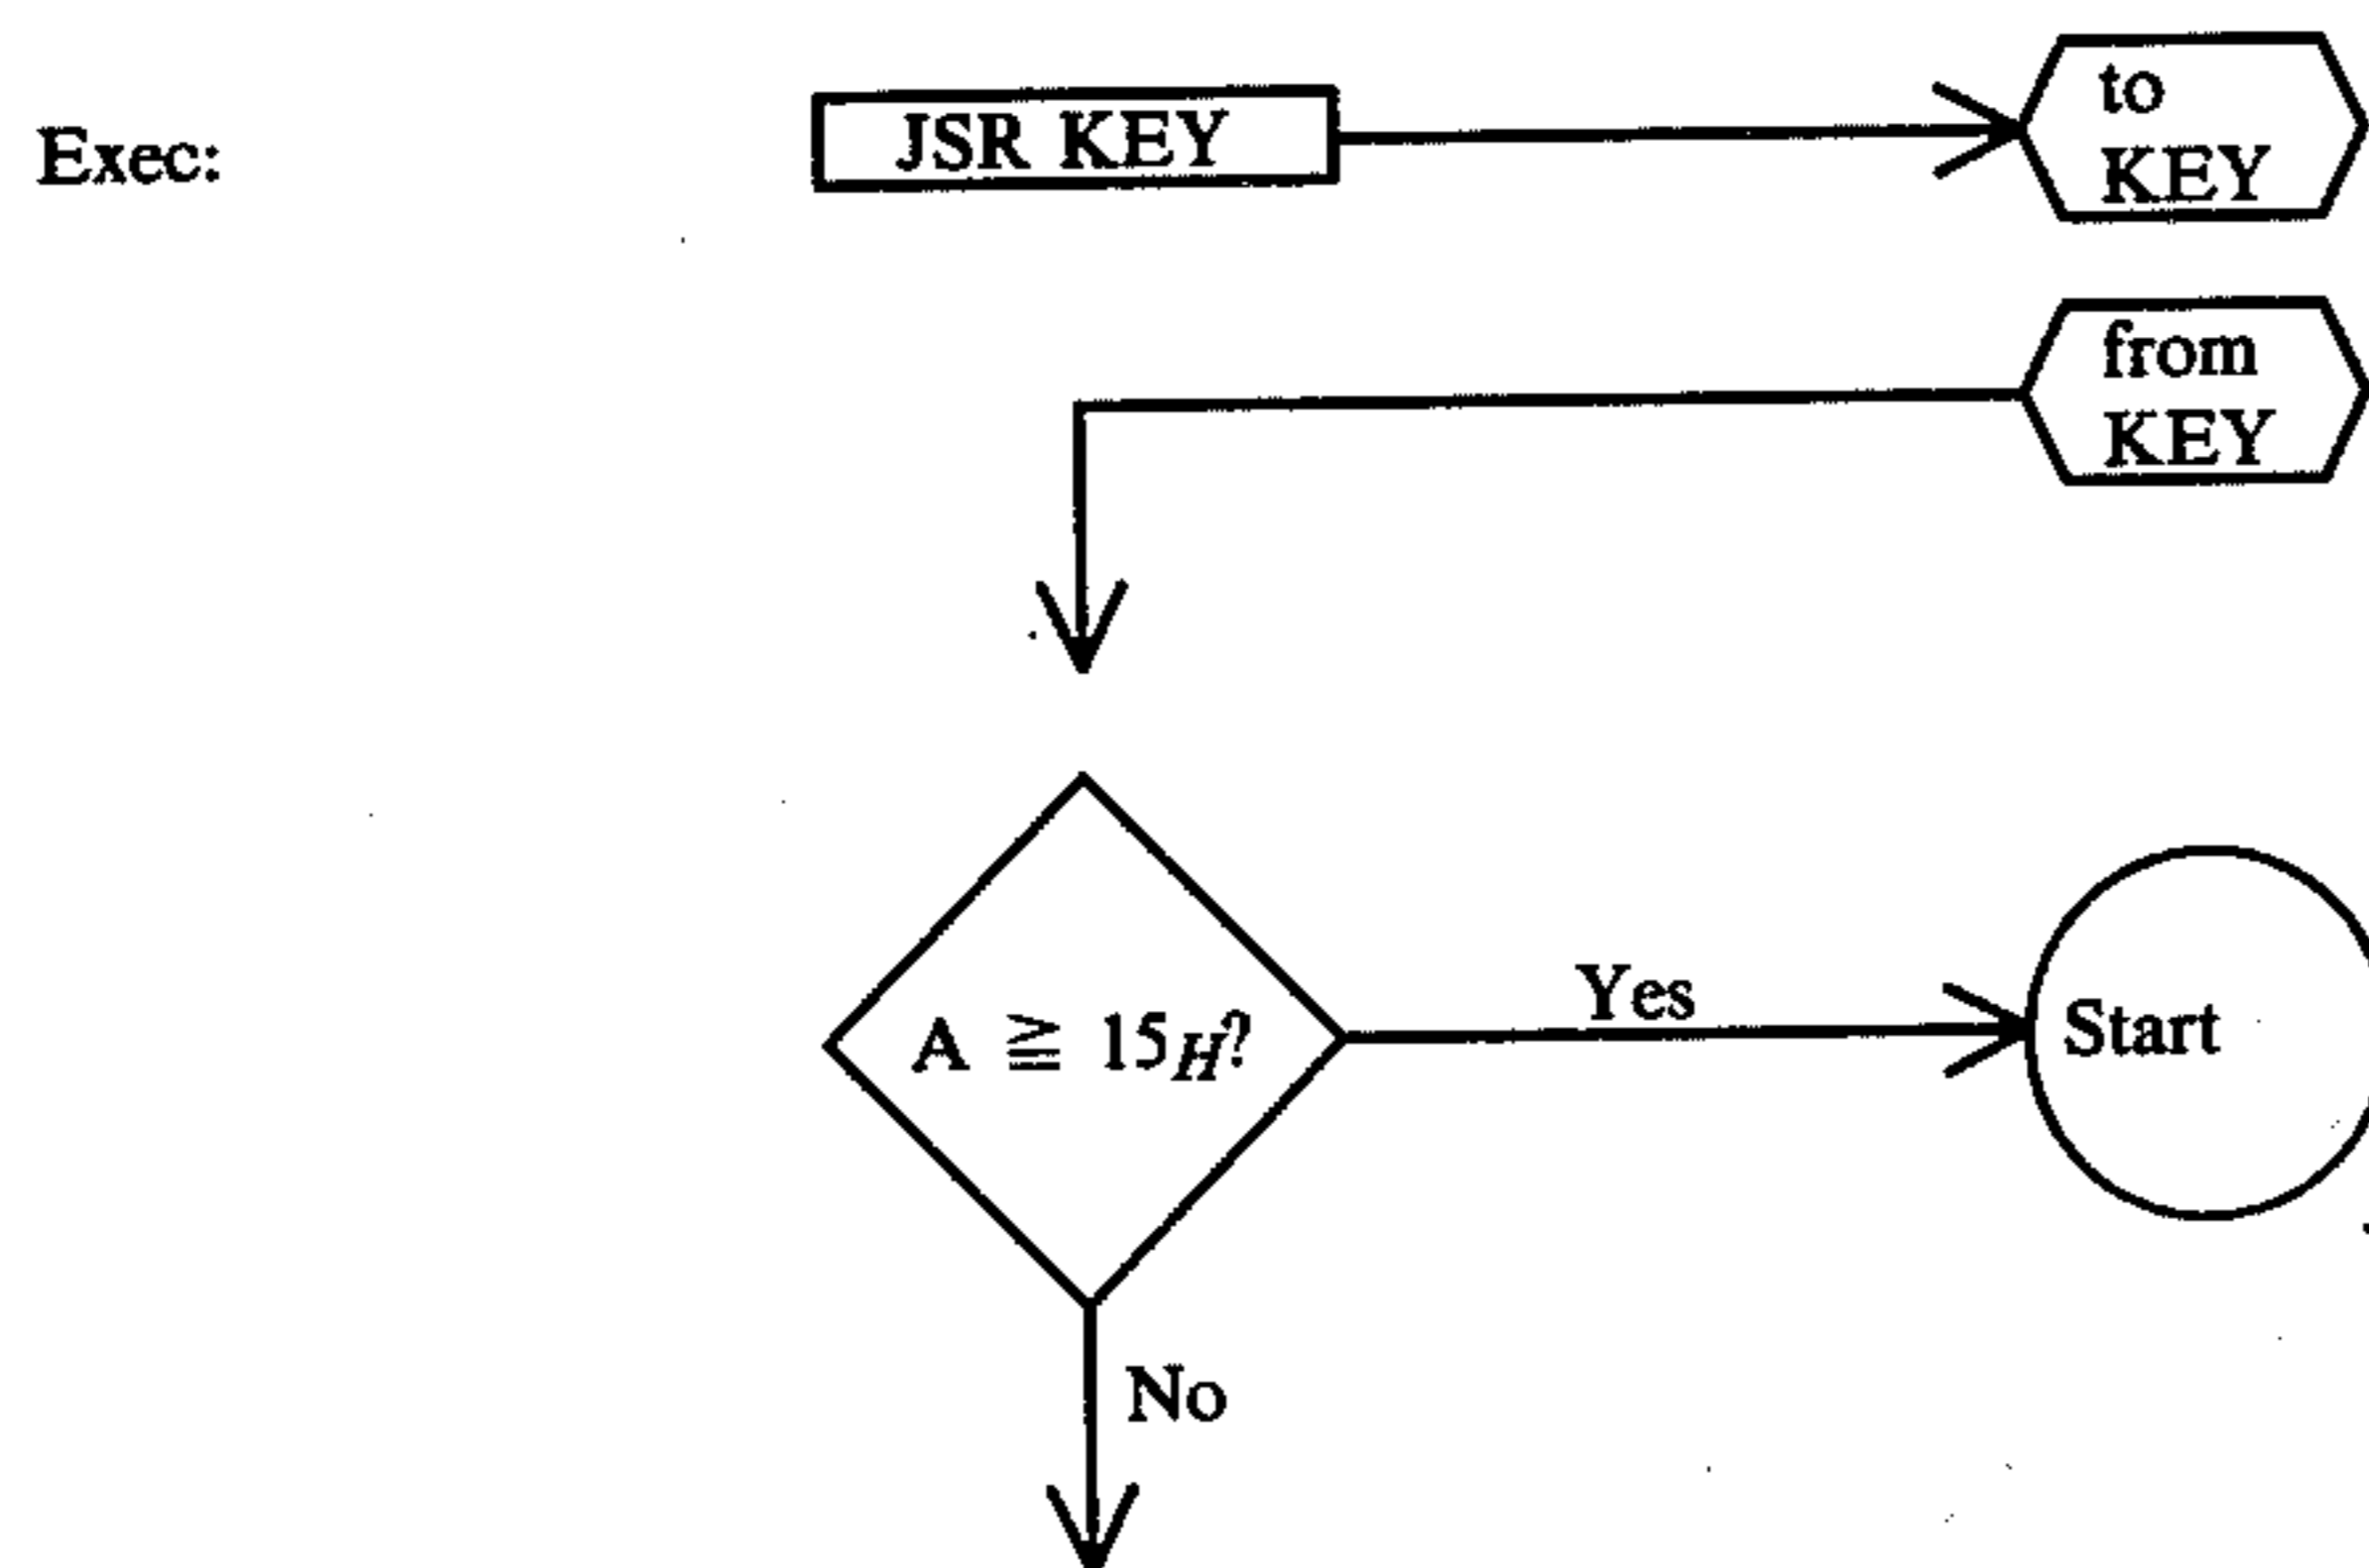 Exec:
JSR KEY
to
KEY
from
KEY
A ≧ 15H?
Yes
Start
No